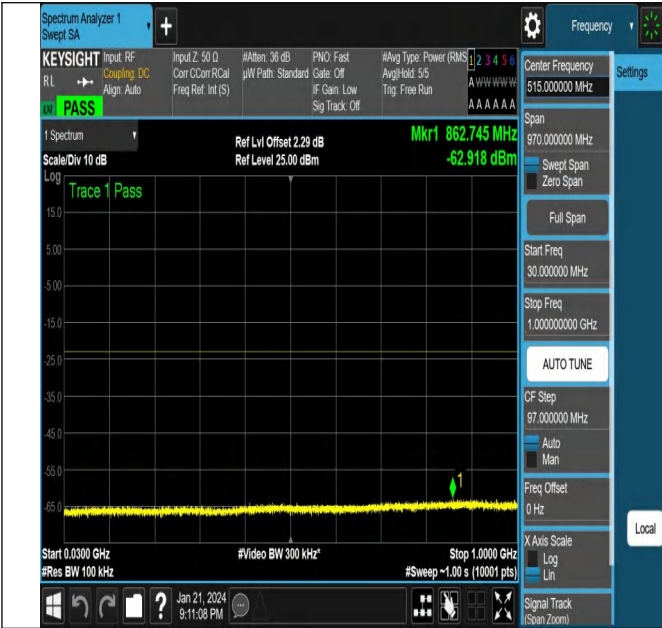 Spectrum Analyzer 1
Swept SA
Frequency
KEYSIGHT
RL
PASS
Input: RF
Coupling: DC
Align: Auto
Input Z: 50 Ω
Corr CCorr RCal
Freq Ref: Int (S)
#Atten: 36 dB
µW Path: Standard
PNO: Fast
Gate: Off
IF Gain: Low
Sig Track: Off
#Avg Type: Power (RMS
Avg|Hold: 5/5
Trig: Free Run
1 2 3 4 5 6
A W W W W W
A A A A A A
1 Spectrum
Scale/Div 10 dB
Log
Ref Lvl Offset 2.29 dB
Ref Level 25.00 dBm
Mkr1 862.745 MHz
-62.918 dBm
Trace 1 Pass
15.0
5.00
-5.00
-15.0
-25.0
-35.0
-45.0
-55.0
-65.0
1
Start 0.0300 GHz
#Res BW 100 kHz
#Video BW 300 kHz*
Stop 1.0000 GHz
#Sweep ~1.00 s (10001 pts)
Jan 21, 2024
9:11:08 PM
Center Frequency
515.000000 MHz
Settings
Span
970.000000 MHz
Swept Span
Zero Span
Full Span
Start Freq
30.000000 MHz
Stop Freq
1.000000000 GHz
AUTO TUNE
CF Step
97.000000 MHz
Auto
Man
Freq Offset
0 Hz
X Axis Scale
Log
Lin
Local
Signal Track
(Span Zoom)